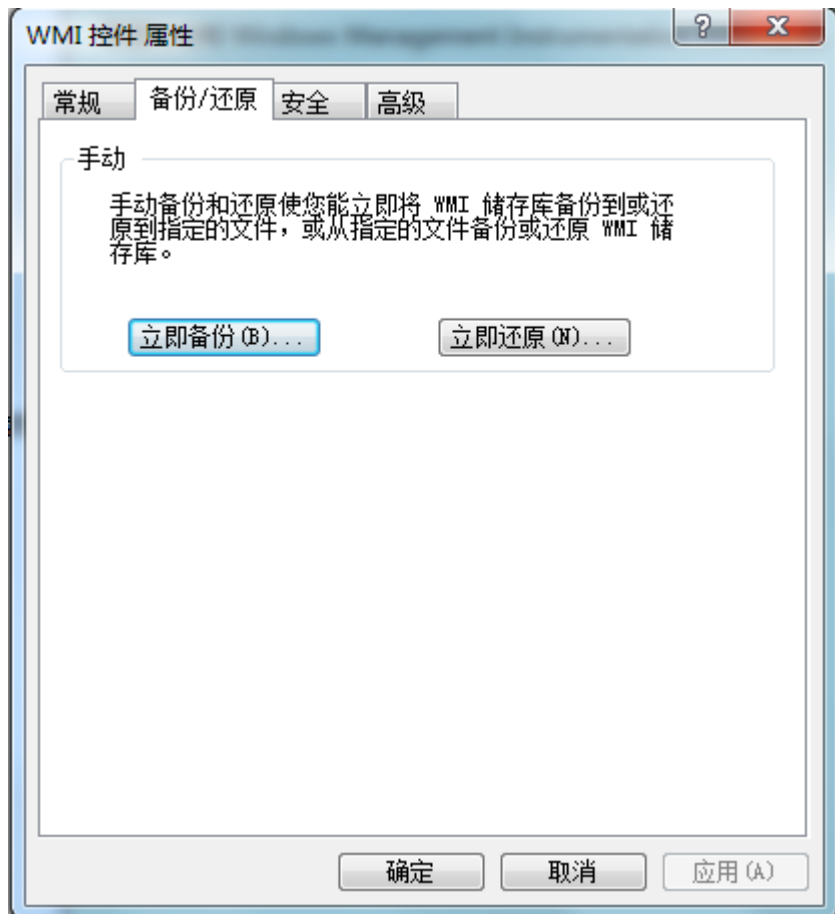 WMI 控件 属性
常规 备份/还原 安全 高级
手动
手动备份和还原使您能立即将 WMI 储存库备份到或还
原到指定的文件，或从指定的文件备份或还原 WMI 储
存库。
立即备份(B)... 立即还原(N)...
确定 取消 应用(A)